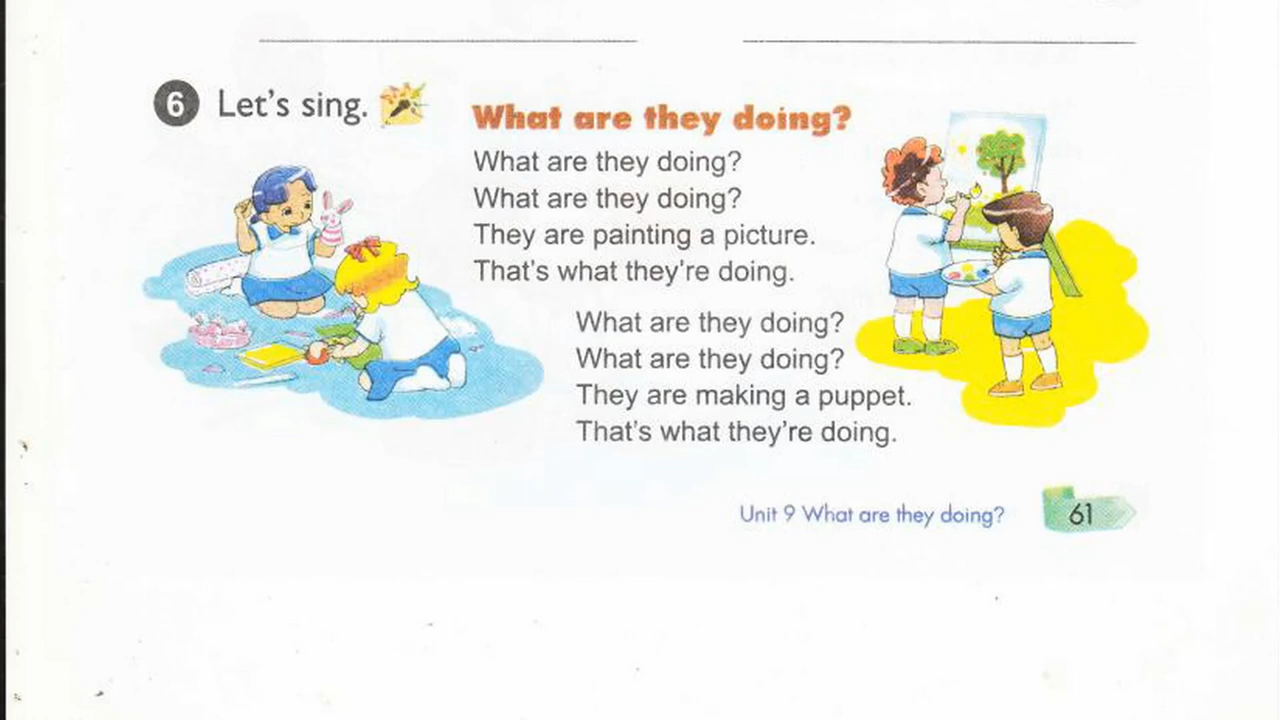 6 Let's sing.
What are they doing?
What are they doing?
What are they doing?
They are painting a picture.
That's what they're doing.
What are they doing?
What are they doing?
They are making a puppet.
That's what they're doing.
Unit 9 What are they doing? 61